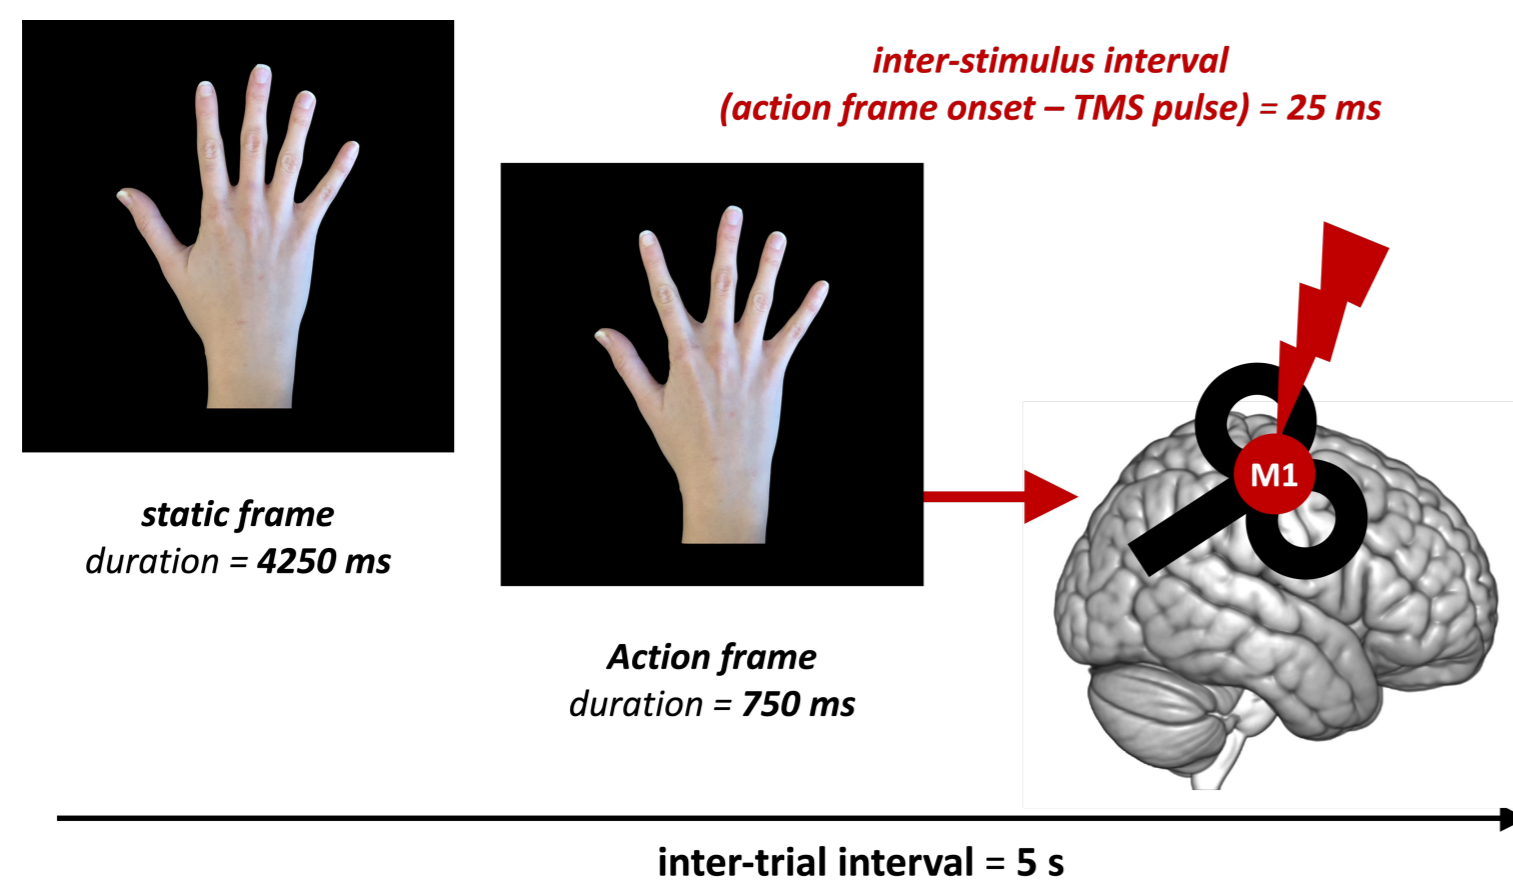 inter-stimulus interval
(action frame onset – TMS pulse) = 25 ms
M1
static frame
duration = 4250 ms
Action frame
duration = 750 ms
inter-trial interval = 5 s